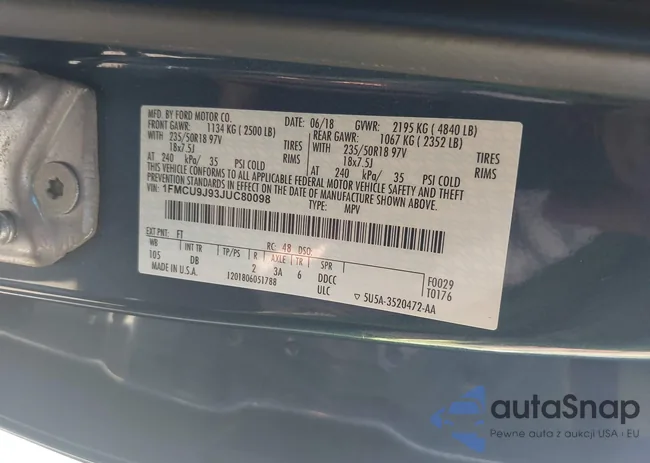 MFD. BY FORD MOTOR CO.
DATE: 06/18 GVWR: 2195 KG ( 4840 LB)
FRONT GAWR: 1134 KG ( 2500 LB)
REAR GAWR: 1067 KG ( 2352 LB)
WITH 235/50R18 97V TIRES
WITH 235/50R18 97V TIRES
18x7.5J RIMS
18x7.5J RIMS
AT 240 kPa/ 35 PSI COLD
AT 240 kPa/ 35 PSI COLD
THIS VEHICLE CONFORMS TO ALL APPLICABLE FEDERAL MOTOR VEHICLE SAFETY AND THEFT
PREVENTION STANDARDS IN EFFECT ON THE DATE OF MANUFACTURE SHOWN ABOVE.
1FMCU9J93JUC80098 TYPE: MPV
EXT PNT: FT RC: 48 DSO:
WB INT TR TP/PS R AXLE TR SPR
105 DB 2 3A 6 DDCC F0029
MADE IN U.S.A. 1201806051788 ULC T0176
▽ 5U5A-3520472-AA
autaSnap
Pewne auta z aukcji USA i EU